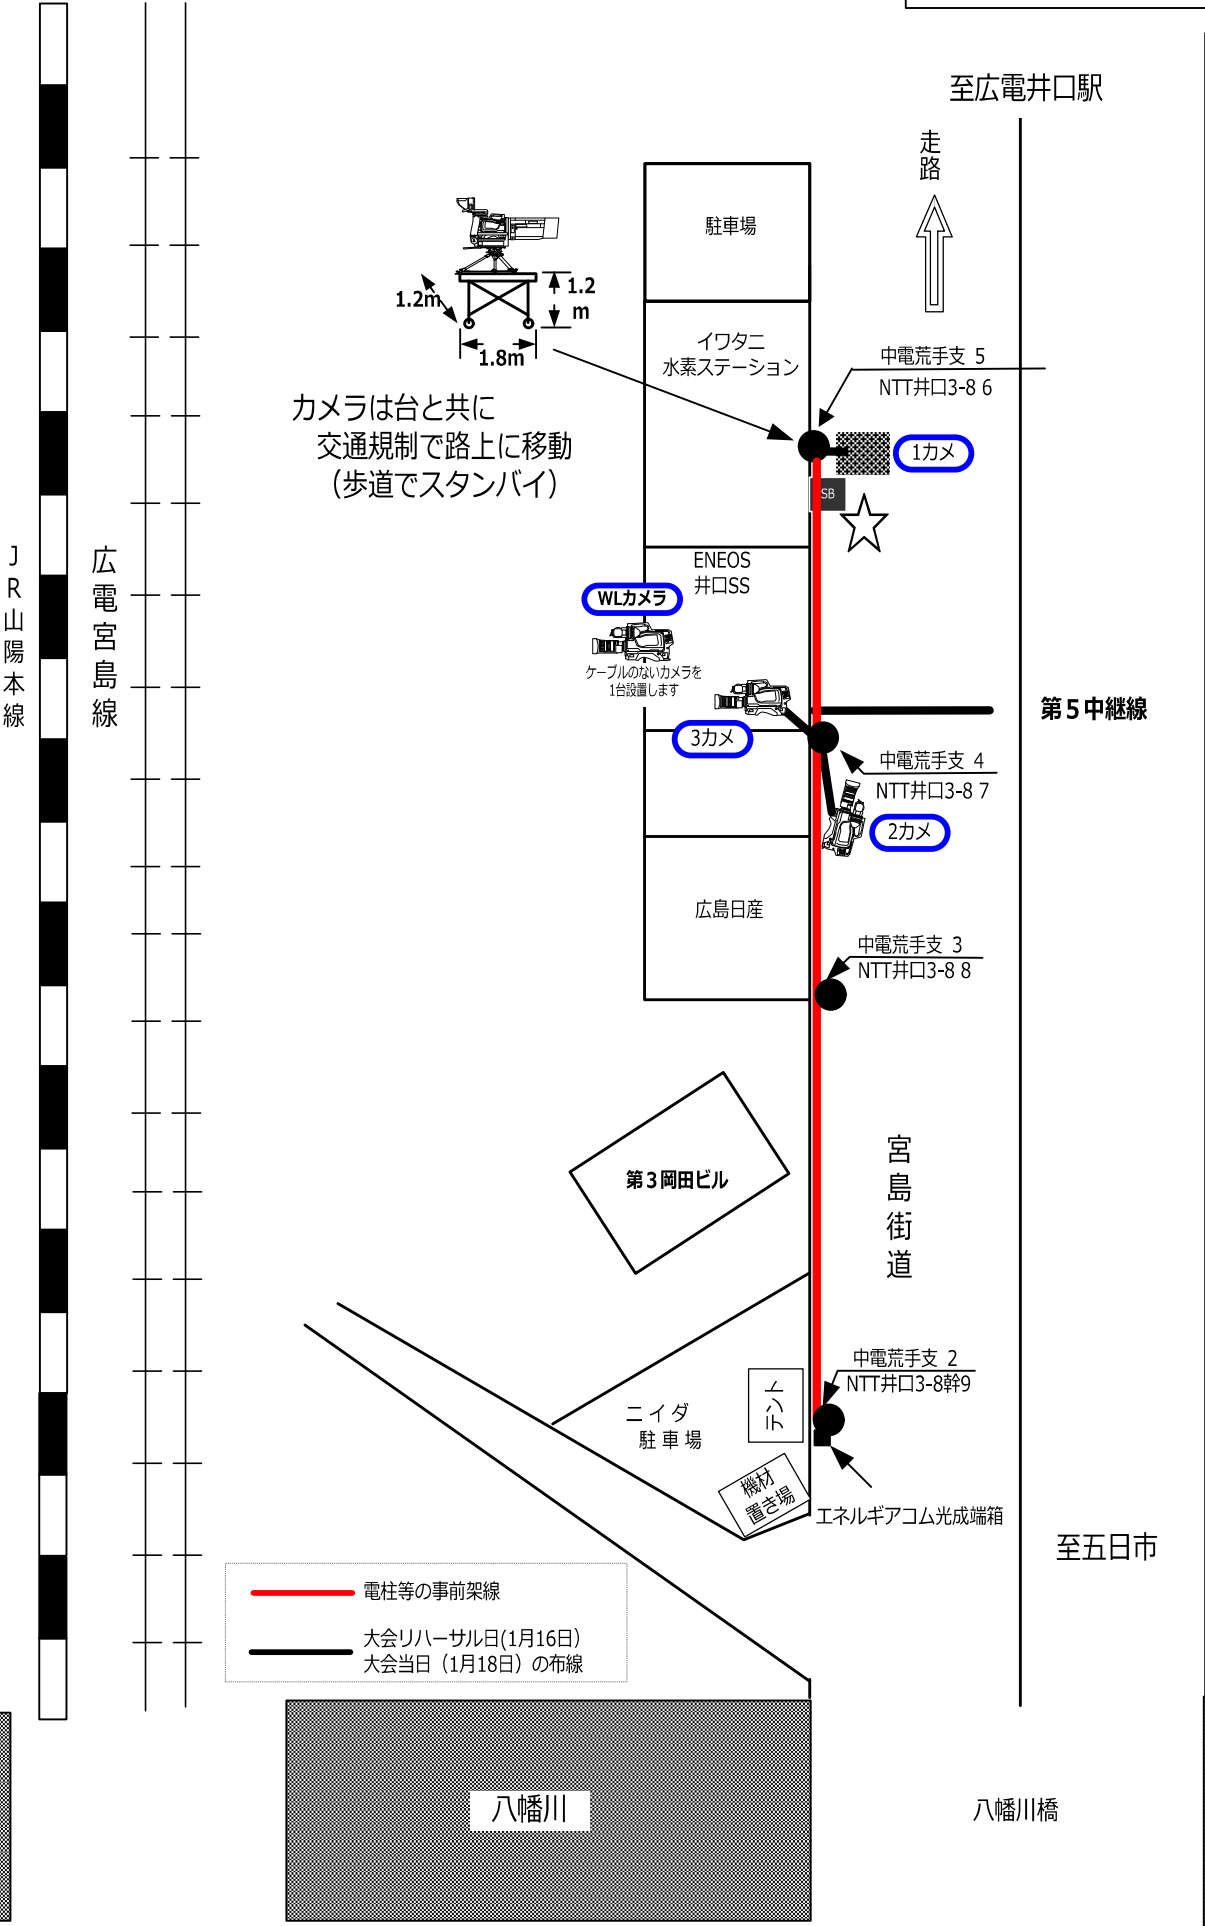 至広電井口駅
走路
駐車場
1.2m
1.2
m
1.8m
イワタニ
水素ステーション
中電荒手支 5
NTT井口3-8 6
カメラは台と共に
交通規制で路上に移動
（歩道でスタンバイ）
1カメ
SB
JR山陽本線
広電宮島線
ENEOS
井口SS
WLカメラ
ケーブルのないカメラを
1台設置します
第5中継線
3カメ
中電荒手支 4
NTT井口3-8 7
2カメ
広島日産
中電荒手支 3
NTT井口3-8 8
第3岡田ビル
宮島街道
中電荒手支 2
NTT井口3-8幹9
テント
ニイダ
駐車場
機材
置き場
エネルギアコム光成端箱
至五日市
電柱等の事前架線
大会リハーサル日(1月16日)
大会当日（1月18日）の布線
八幡川
八幡川橋